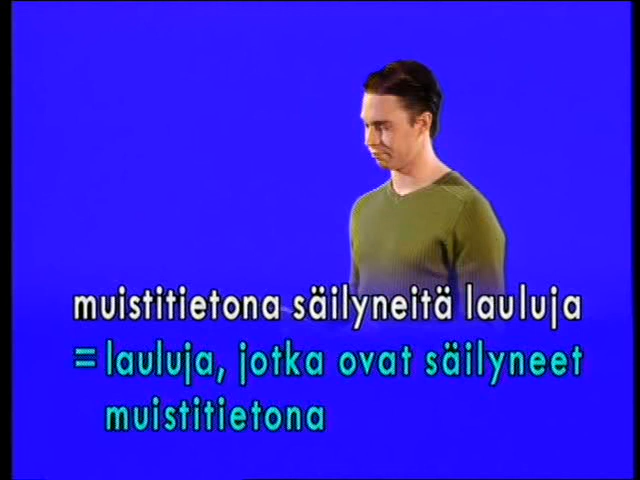 muistitietona säilyneitä lauluja
= lauluja, jotka ovat säilyneet
muistitietona